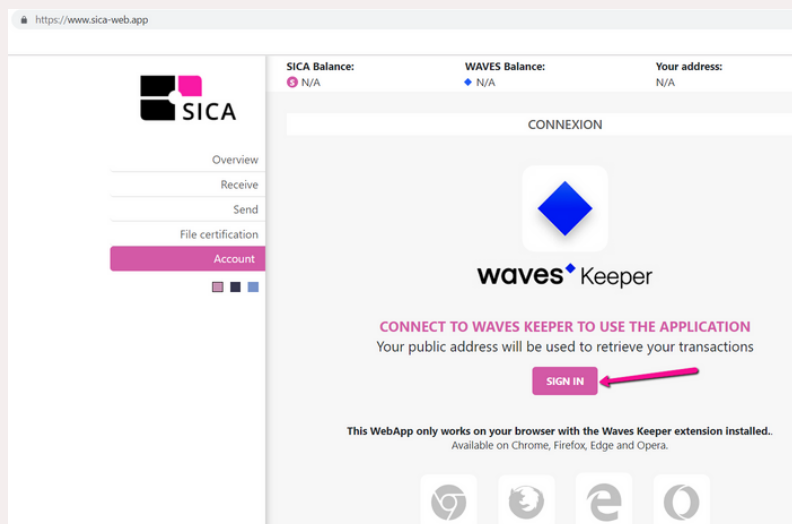 https://www.sica-web.app
SICA Balance:
S N/A
WAVES Balance:
N/A
Your address:
N/A
SICA
Overview
Receive
Send
File certification
Account
CONNEXION
waves Keeper
CONNECT TO WAVES KEEPER TO USE THE APPLICATION
Your public address will be used to retrieve your transactions
SIGN IN
This WebApp only works on your browser with the Waves Keeper extension installed..
Available on Chrome, Firefox, Edge and Opera.